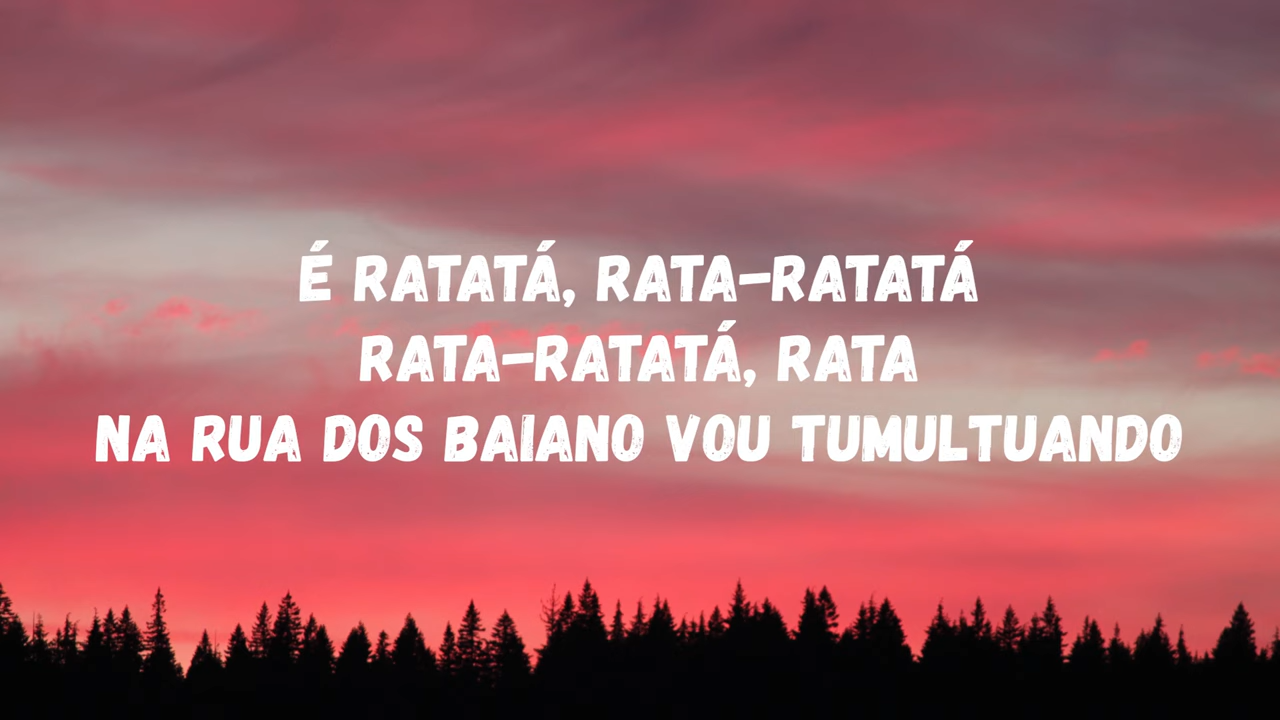 É RATATÁ, RATA-RATATÁ
RATA-RATATÁ, RATA
NA RUA DOS BAIANO VOU TUMULTUANDO